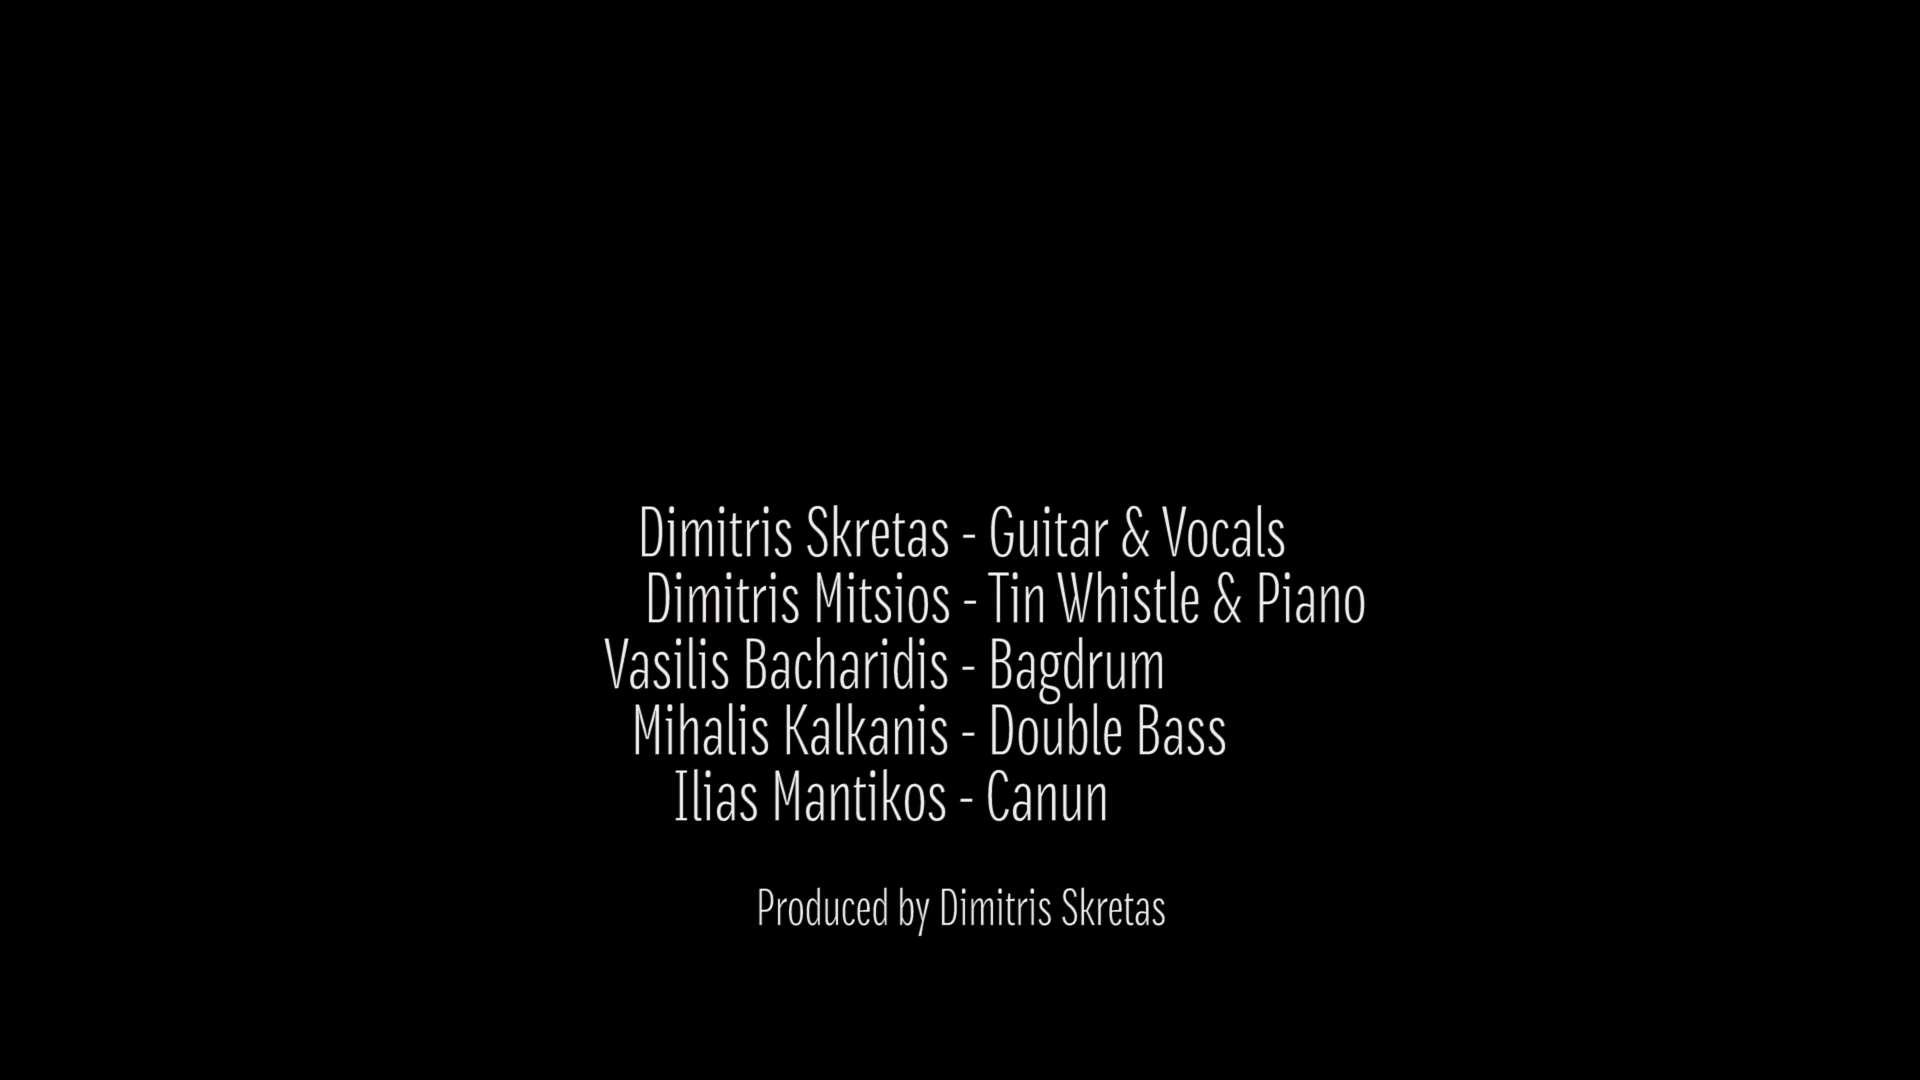 Dimitris Skretas - Guitar & Vocals
Dimitris Mitsios - Tin Whistle & Piano
Vasilis Bacharidis - Bagdrum
Mihalis Kalkanis - Double Bass
Ilias Mantikos - Canun
Produced by Dimitris Skretas